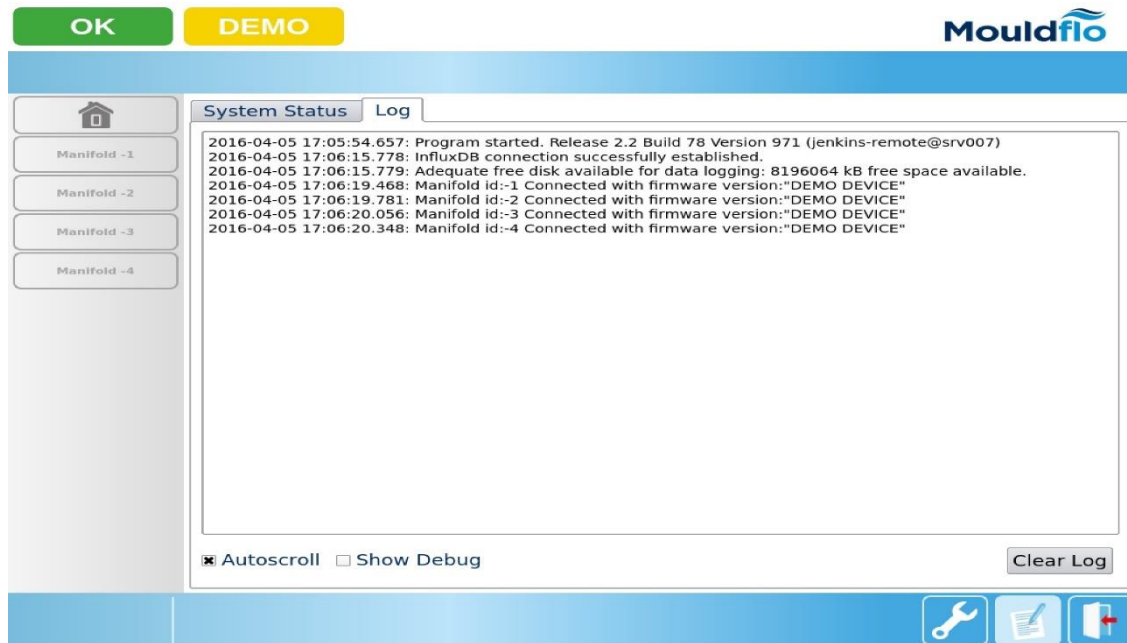 OK
DEMO
Mouldflo
System Status
Log
Manifold -1
Manifold -2
Manifold -3
Manifold -4
2016-04-05 17:05:54.657: Program started. Release 2.2 Build 78 Version 971 (jenkins-remote@srv007)
2016-04-05 17:06:15.778: InfluxDB connection successfully established.
2016-04-05 17:06:15.779: Adequate free disk available for data logging: 8196064 kB free space available.
2016-04-05 17:06:19.468: Manifold id:-1 Connected with firmware version:"DEMO DEVICE"
2016-04-05 17:06:19.781: Manifold id:-2 Connected with firmware version:"DEMO DEVICE"
2016-04-05 17:06:20.056: Manifold id:-3 Connected with firmware version:"DEMO DEVICE"
2016-04-05 17:06:20.348: Manifold id:-4 Connected with firmware version:"DEMO DEVICE"
Autoscroll
Show Debug
Clear Log